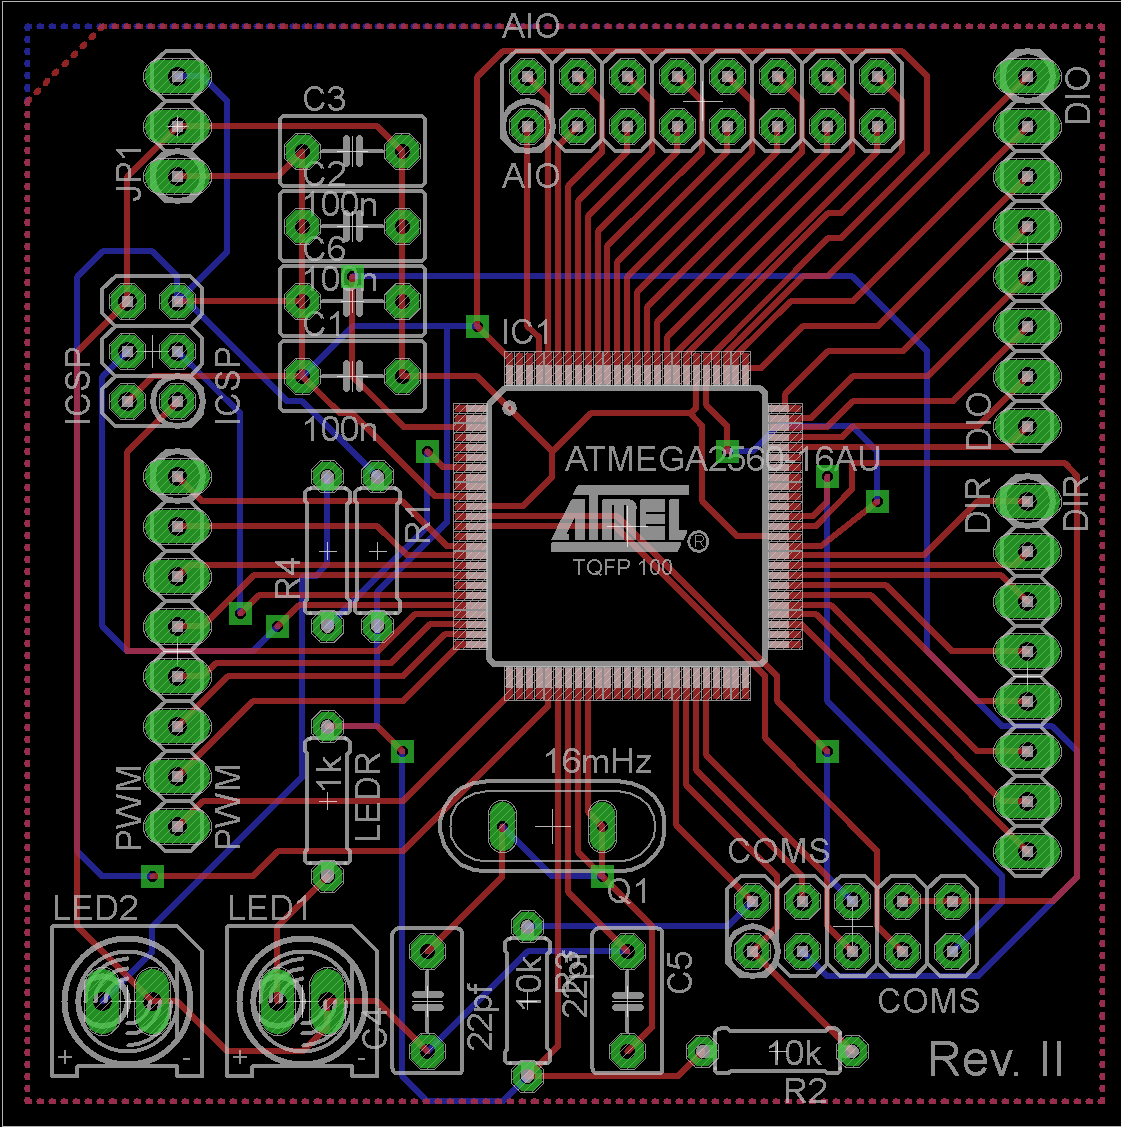 AIO
DIO
C3
JP1
C2
AIO
100n
C6
100n
C1
IC1
ICSP
ICSP
100n
DIO
ATMEGA2560-16AU
DIR
DIR
R1
ATMEL
®
TQFP 100
R4
16mHz
1k
LEDR
PWM
PWM
COMS
Q1
LED2
LED1
10k
R3
22pf
C5
22pf
C4
COMS
+
-
+
-
10k
Rev. II
R2